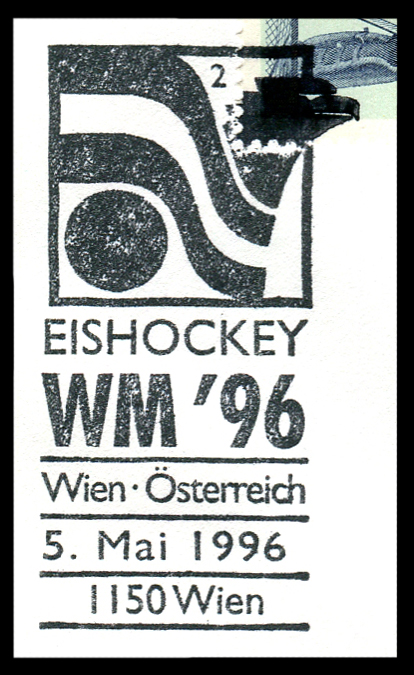 2
EISHOCKEY
WM '96
Wien · Österreich
5. Mai 1996
1150 Wien